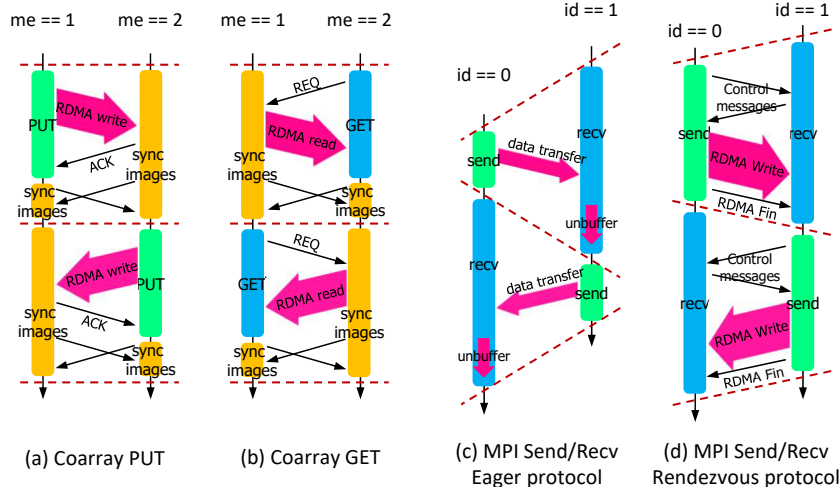 me == 1
me == 2
PUT
RDMA write
ACK
sync
images
sync
images
RDMA write
PUT
sync
images
ACK
sync
images
(a) Coarray PUT
me == 1
me == 2
REQ
GET
RDMA read
sync
images
sync
images
REQ
GET
RDMA read
sync
images
sync
images
(b) Coarray GET
id == 0
id == 1
recv
send
data transfer
unbuffer
recv
data transfer
send
unbuffer
(c) MPI Send/Recv
Eager protocol
id == 0
id == 1
Control
messages
send
recv
RDMA Write
RDMA Fin
Control
messages
recv
send
RDMA Write
RDMA Fin
(d) MPI Send/Recv
Rendezvous protocol